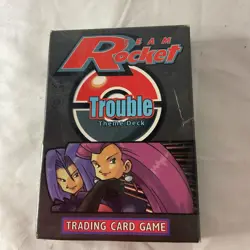 TEAM
Rocket
Trouble
Theme Deck
TRADING CARD GAME